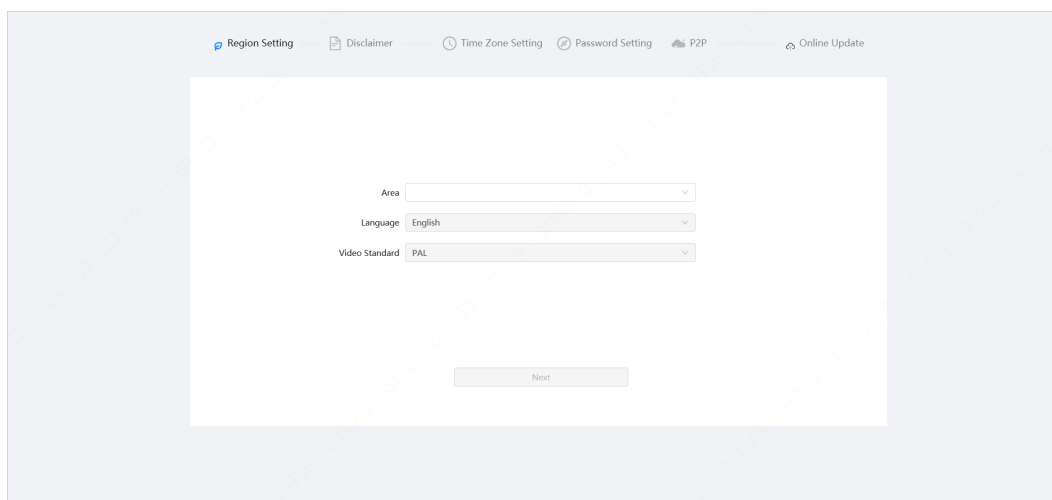 Region Setting Disclaimer Time Zone Setting Password Setting P2P Online Update
Area
Language English
Video Standard PAL
Next